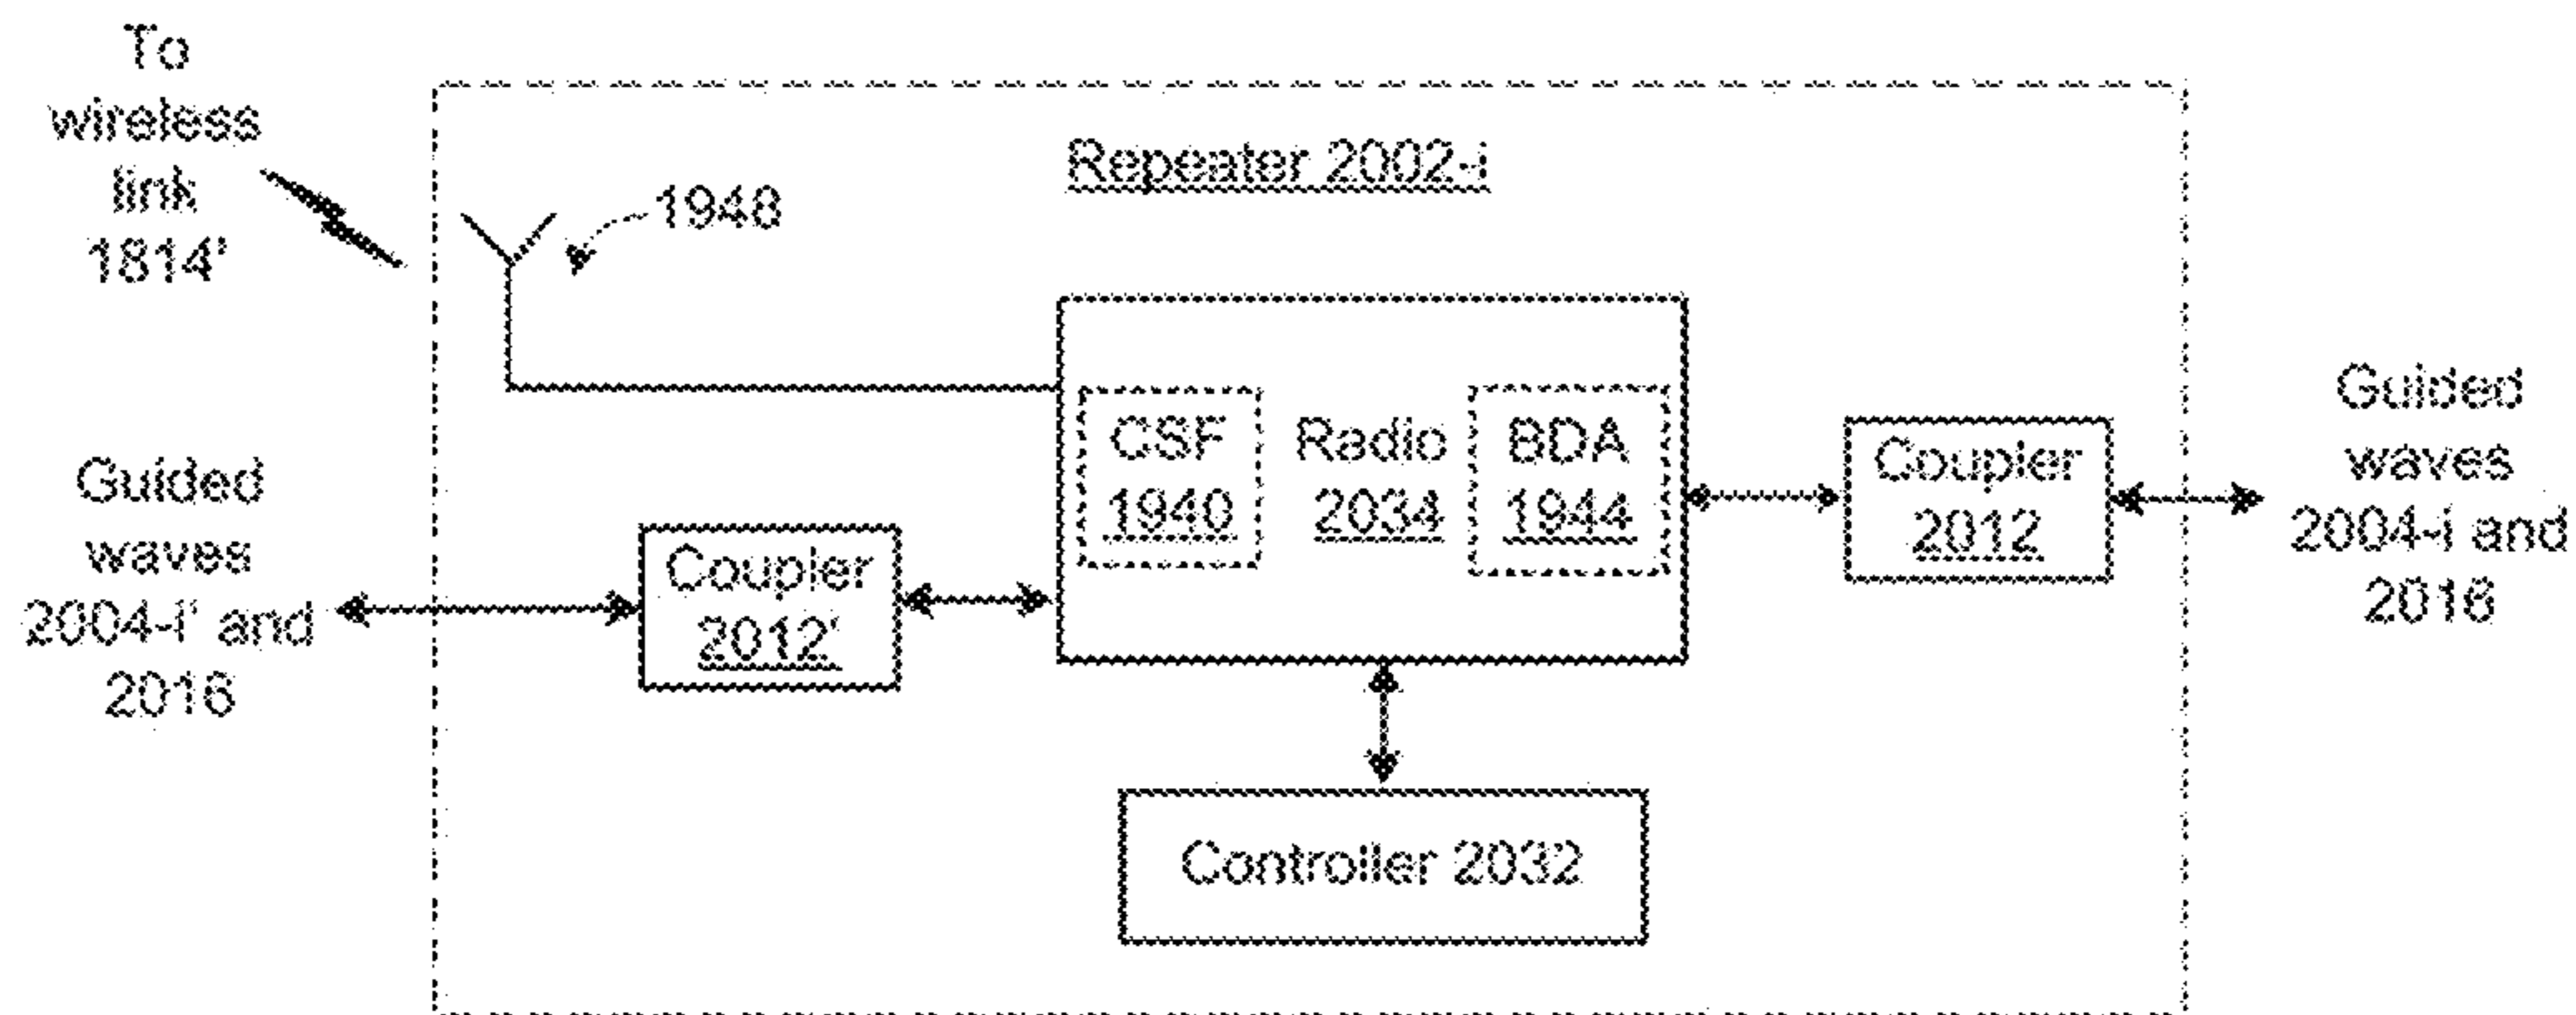 To
wireless
link
1814'
Repeater 2002-i
1948
Guided
waves
2004-i' and
2016
Coupler
2012'
CSF
1940
Radio
2034
BDA
1944
Coupler
2012
Guided
waves
2004-i and
2016
Controller 2032